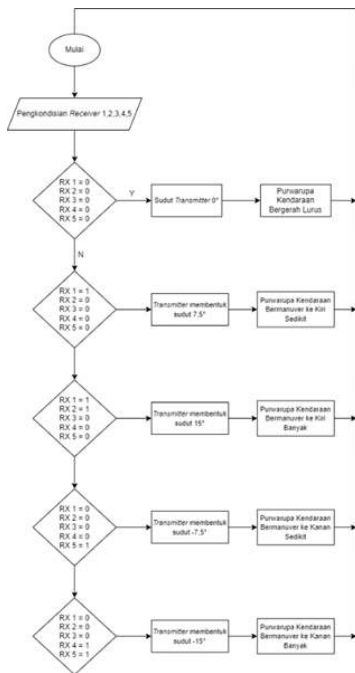 Mulai
Pengkondisian Receiver 1,2,3,4,5
RX 1 = 0
RX 2 = 0
RX 3 = 0
RX 4 = 0
RX 5 = 0
Y
Sudut Transmitter 0°
Purwarupa
Kendaraan
Bergerah Lurus
N
RX 1 = 1
RX 2 = 0
RX 3 = 0
RX 4 = 0
RX 5 = 0
Transmitter membentuk
sudut 7,5°
Purwarupa Kendaraan
Bermanuver ke Kiri
Sedikit
RX 1 = 1
RX 2 = 1
RX 3 = 0
RX 4 = 0
RX 5 = 0
Transmitter membentuk
sudut 15°
Purwarupa Kendaraan
Bermanuver ke Kiri
Banyak
RX 1 = 0
RX 2 = 0
RX 3 = 0
RX 4 = 0
RX 5 = 1
Transmitter membentuk
sudut -7,5°
Purwarupa Kendaraan
Bermanuver ke Kanan
Sedikit
RX 1 = 0
RX 2 = 0
RX 3 = 0
RX 4 = 1
RX 5 = 1
Transmitter membentuk
sudut -15°
Purwarupa Kendaraan
Bermanuver ke Kanan
Banyak